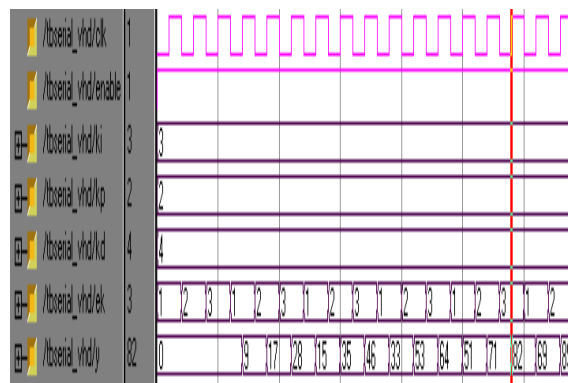 /tbserial_vhd/clk 1
/tbserial_vhd/enable 1
/tbserial_vhd/ki 3 3
/tbserial_vhd/kp 2 2
/tbserial_vhd/kd 4 4
/tbserial_vhd/ek 3 1 2 3 1 2 3 1 2 3 1 2 3 1 2 3 1 2
/tbserial_vhd/y 82 0 9 17 28 15 35 46 33 53 64 51 71 82 69